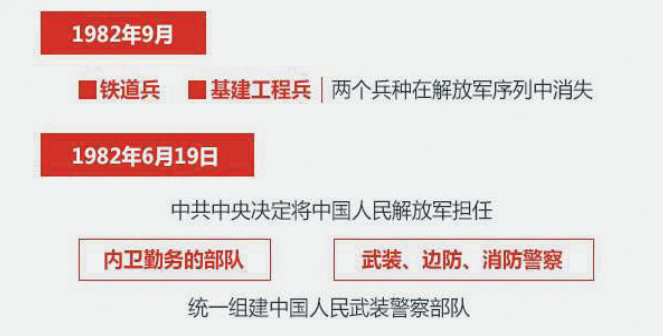 1982年9月
铁道兵 基建工程兵 两个兵种在解放军序列中消失
1982年6月19日
中共中央决定将中国人民解放军担任
内卫勤务的部队 武装、边防、消防警察
统一组建中国人民武装警察部队